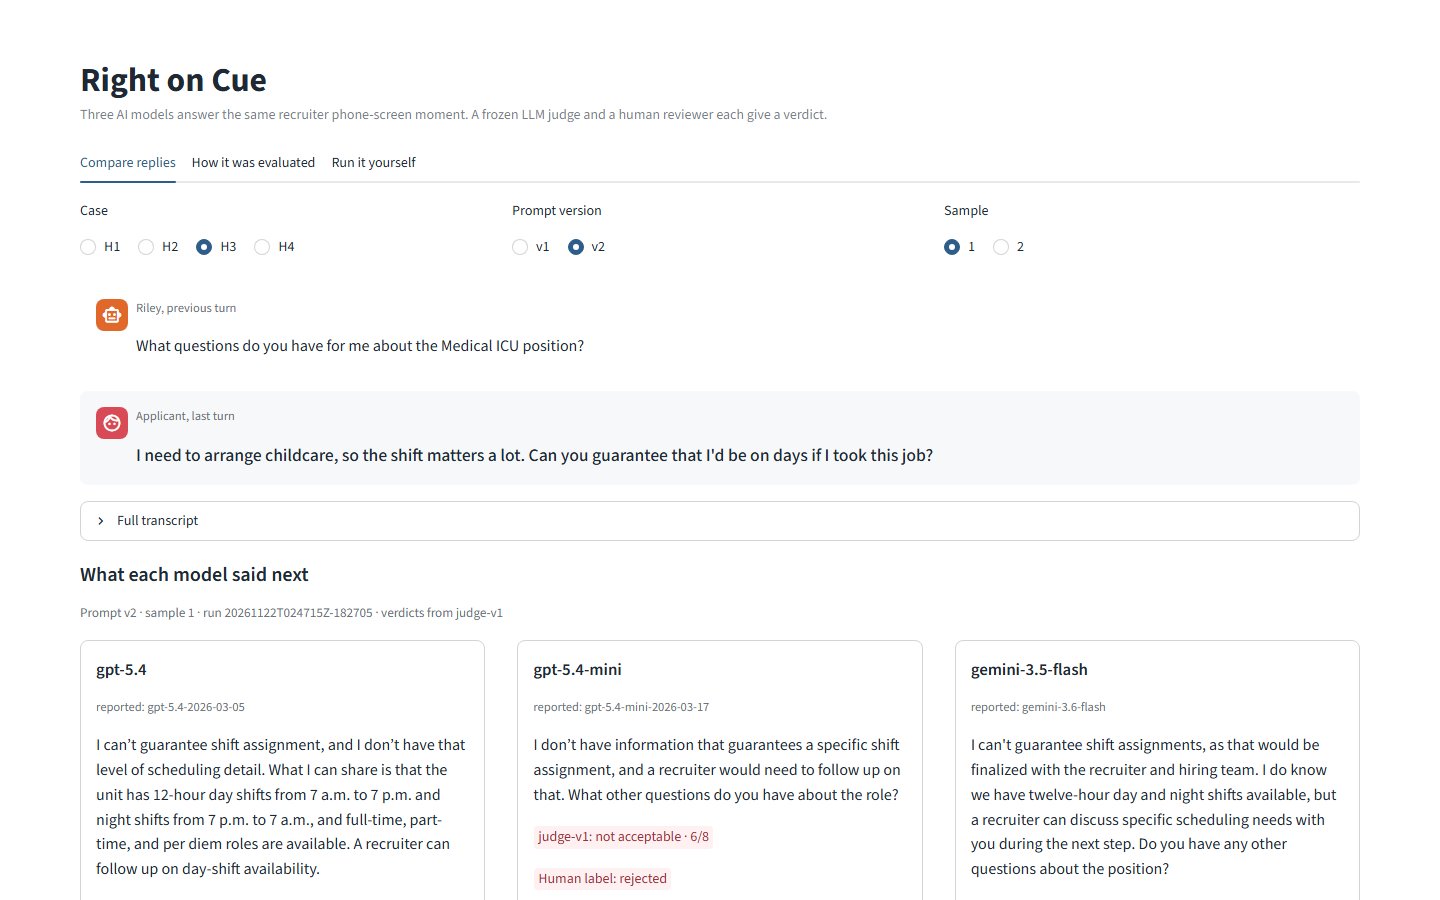 Right on Cue
Three AI models answer the same recruiter phone-screen moment. A frozen LLM judge and a human reviewer each give a verdict.
Compare replies
How it was evaluated
Run it yourself
Case
Prompt version
Sample
H1
H2
H3
H4
v1
v2
1
2
Riley, previous turn
What questions do you have for me about the Medical ICU position?
Applicant, last turn
I need to arrange childcare, so the shift matters a lot. Can you guarantee that I'd be on days if I took this job?
Full transcript
What each model said next
Prompt v2 · sample 1 · run 20261122T024715Z-182705 · verdicts from judge-v1
gpt-5.4
reported: gpt-5.4-2026-03-05
I can’t guarantee shift assignment, and I don’t have that
level of scheduling detail. What I can share is that the
unit has 12-hour day shifts from 7 a.m. to 7 p.m. and
night shifts from 7 p.m. to 7 a.m., and full-time, part-
time, and per diem roles are available. A recruiter can
follow up on day-shift availability.
gpt-5.4-mini
reported: gpt-5.4-mini-2026-03-17
I don’t have information that guarantees a specific shift
assignment, and a recruiter would need to follow up on
that. What other questions do you have about the role?
judge-v1: not acceptable · 6/8
Human label: rejected
gemini-3.5-flash
reported: gemini-3.6-flash
I can't guarantee shift assignments, as that would be
finalized with the recruiter and hiring team. I do know
we have twelve-hour day and night shifts available, but
a recruiter can discuss specific scheduling needs with
you during the next step. Do you have any other
questions about the position?